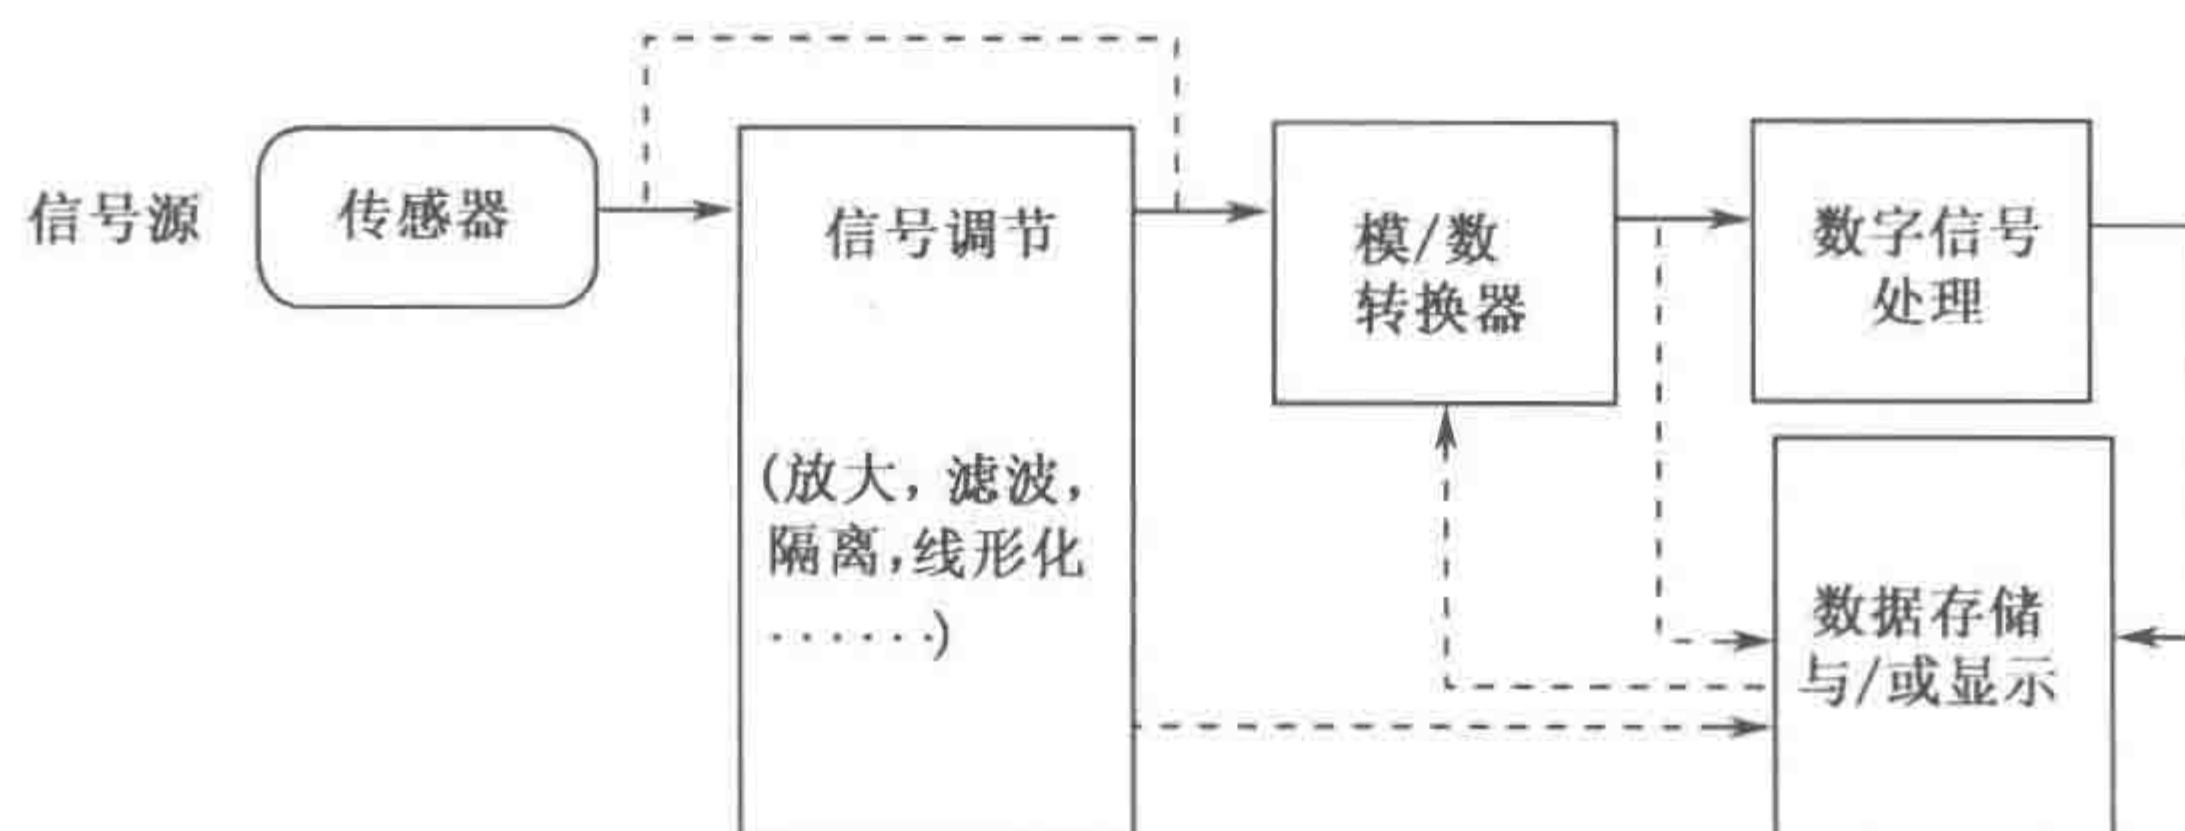 信号源
传感器
信号调节
(放大，滤波，
隔离,线形化
······)
模/数
转换器
数字信号
处理
数据存储
与/或显示